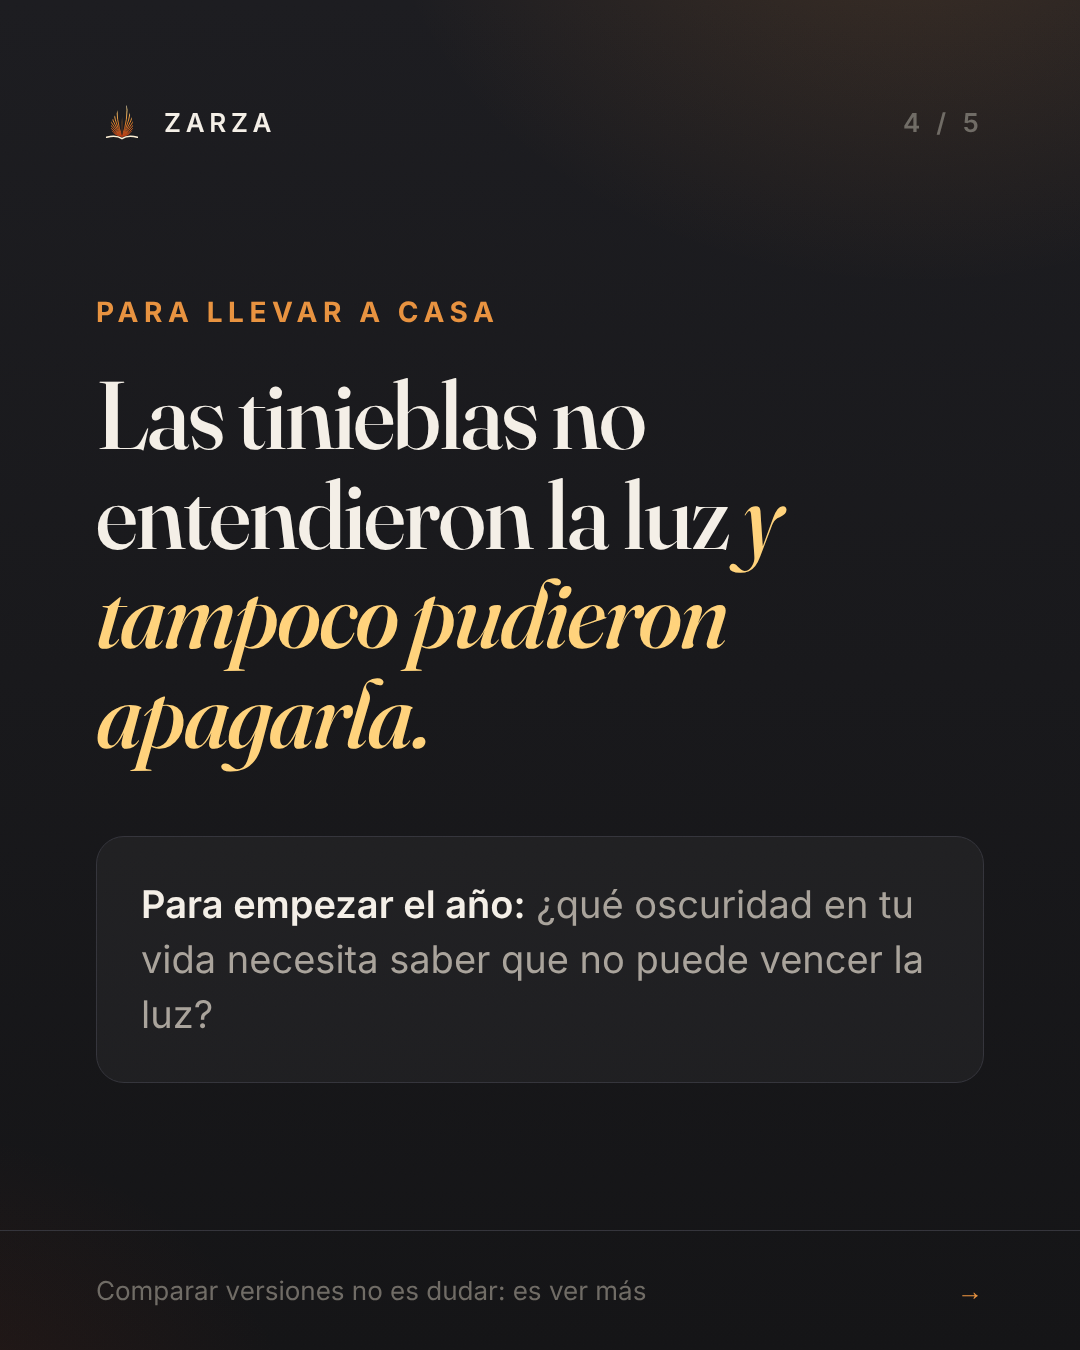 ZARZA
4 / 5
PARA LLEVAR A CASA
Las tinieblas no
entendieron la luz y
tampoco pudieron
apagarla.
Para empezar el año: ¿qué oscuridad en tu
vida necesita saber que no puede vencer la
luz?
Comparar versiones no es dudar: es ver más
→